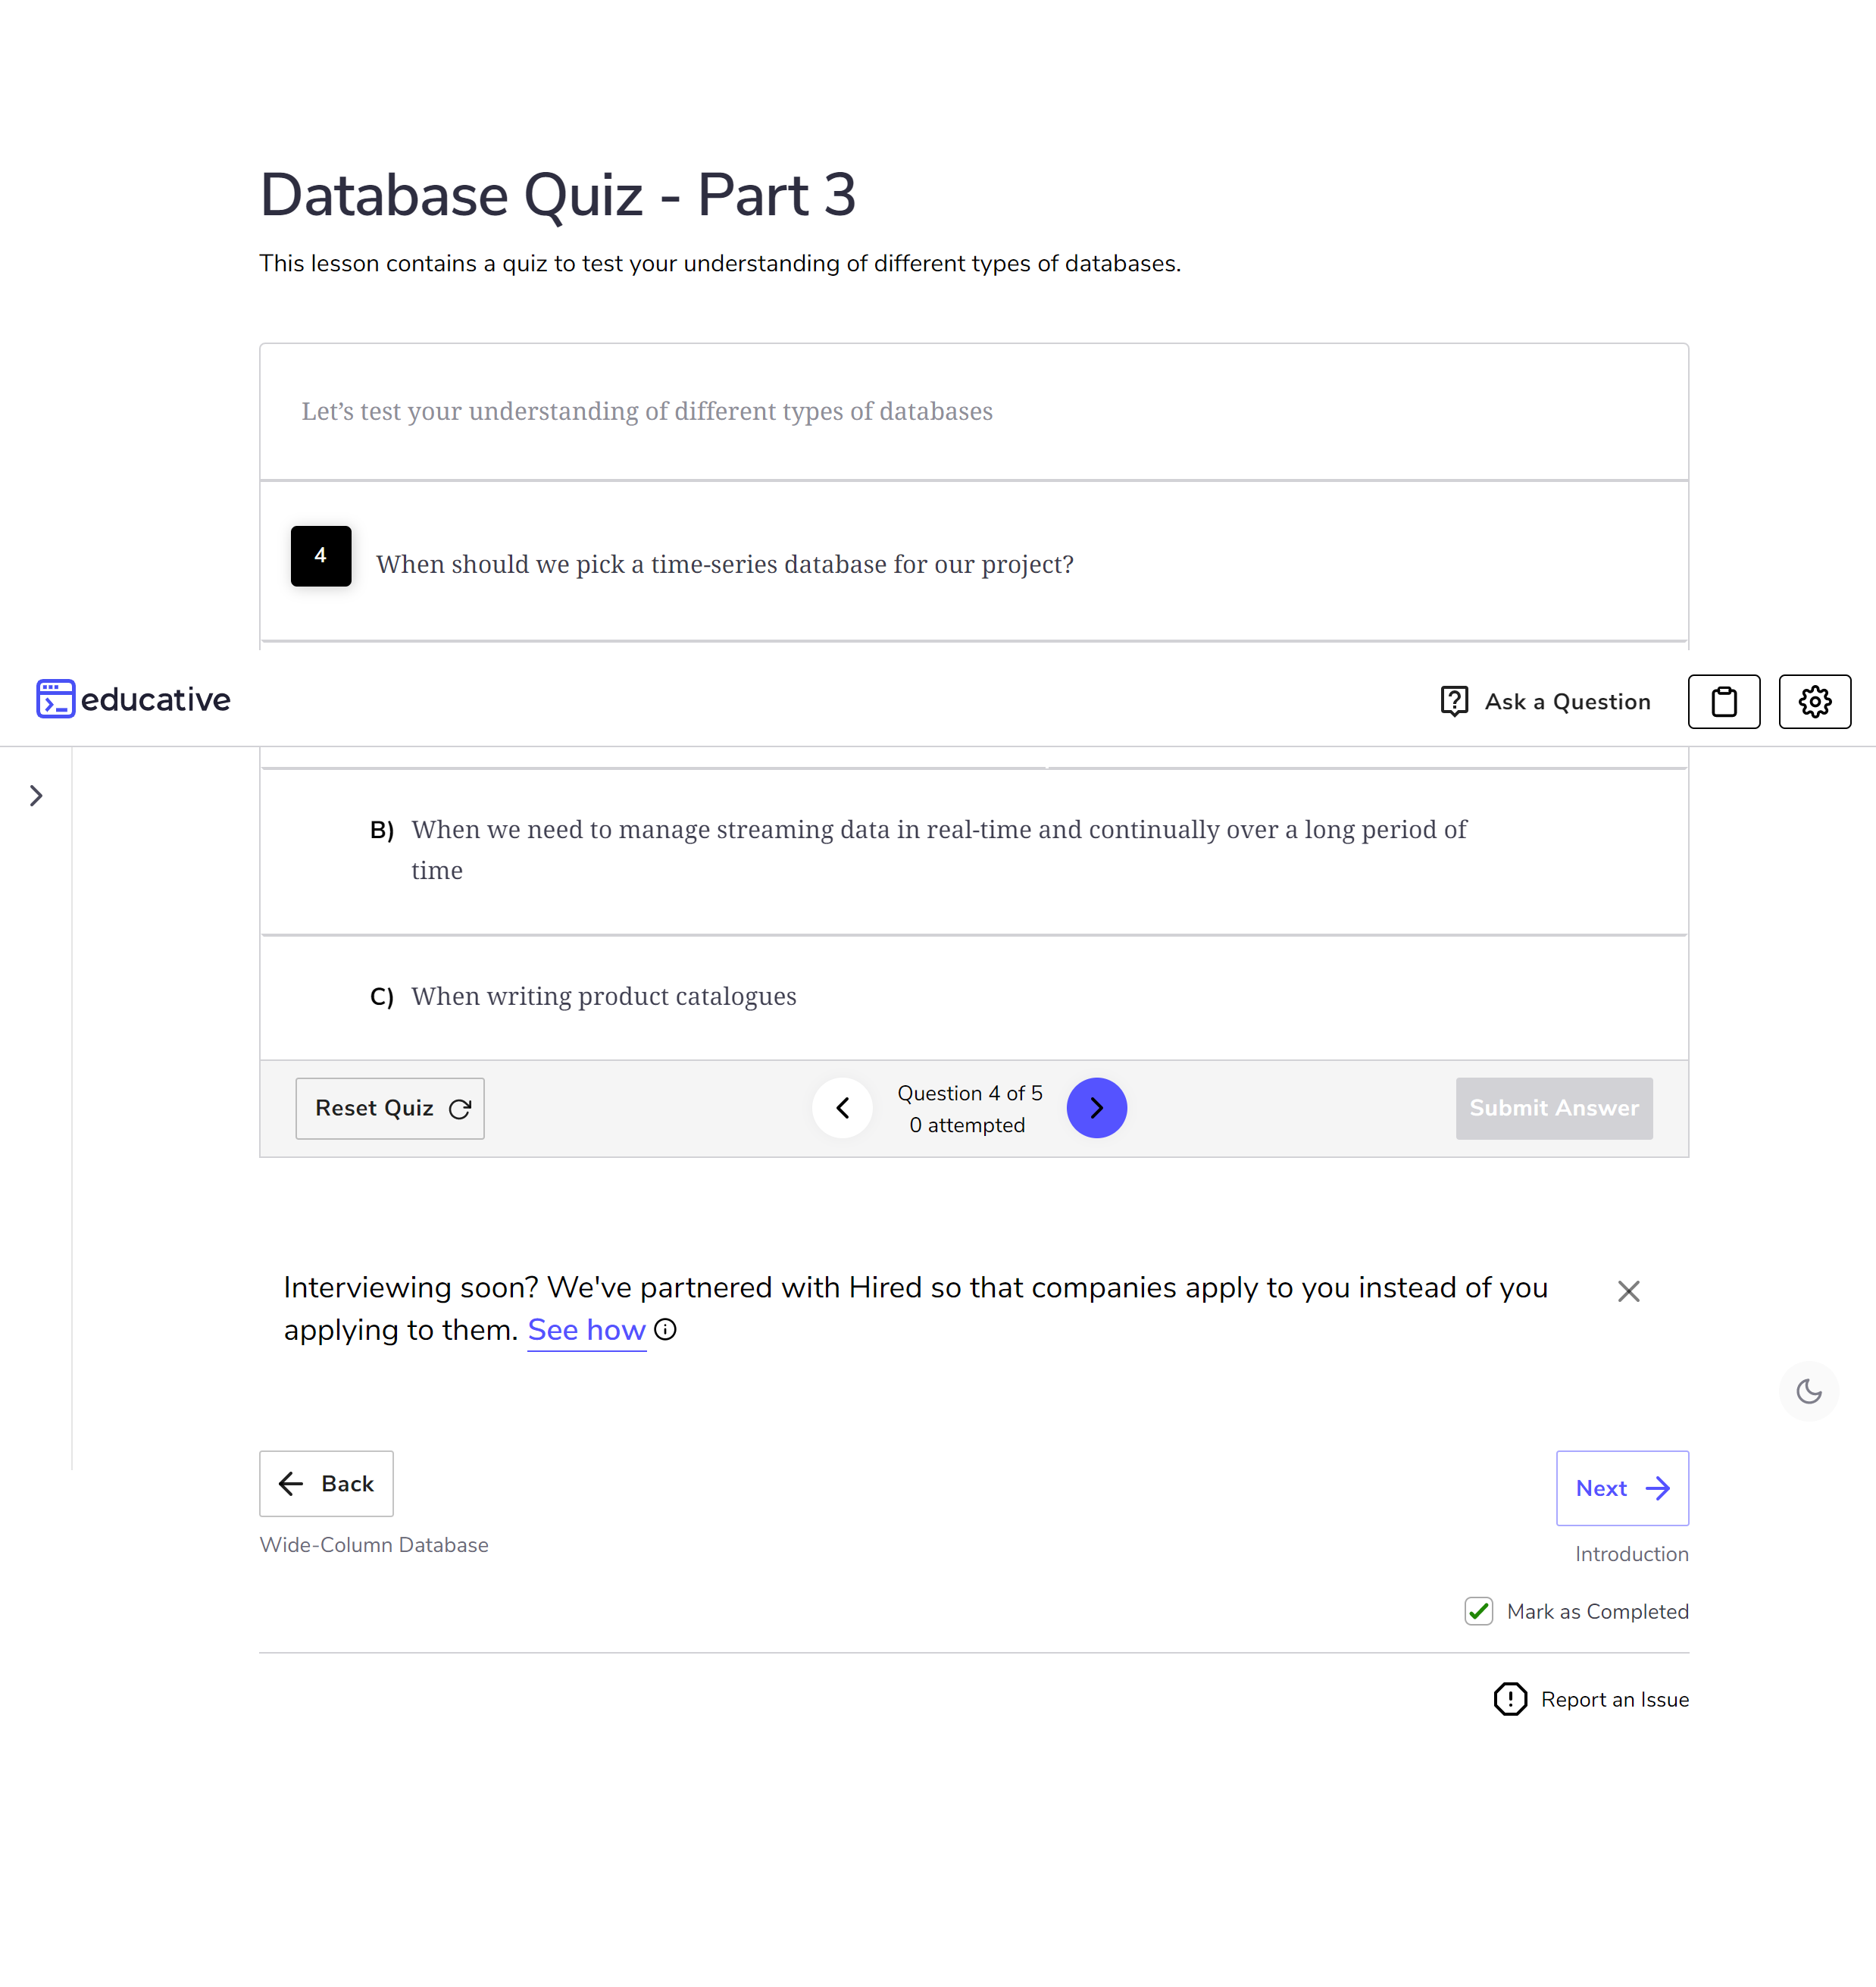 Database Quiz - Part 3
This lesson contains a quiz to test your understanding of different types of databases.
Let’s test your understanding of different types of databases
4
When should we pick a time-series database for our project?
educative
Ask a Question
B) When we need to manage streaming data in real-time and continually over a long period of
time
C) When writing product catalogues
Reset Quiz
Question 4 of 5
0 attempted
Submit Answer
Interviewing soon? We've partnered with Hired so that companies apply to you instead of you
applying to them. See how
Back
Next
Wide-Column Database
Introduction
Mark as Completed
Report an Issue